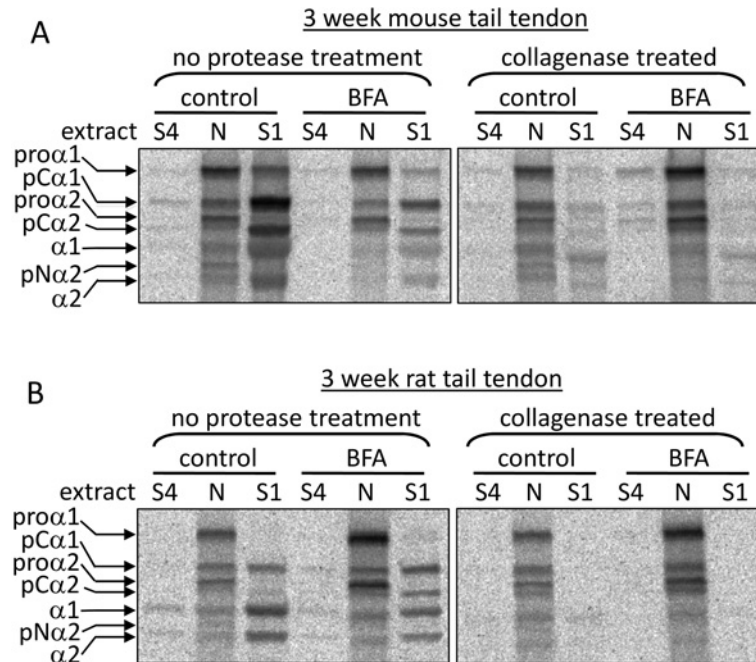 A
3 week mouse tail tendon
no protease treatment collagenase treated
control BFA control BFA
extract S4 N S1 S4 N S1 S4 N S1 S4 N S1
proα1
pCα1
proα2
pCα2
α1
pNα2
α2
B
3 week rat tail tendon
no protease treatment collagenase treated
control BFA control BFA
extract S4 N S1 S4 N S1 S4 N S1 S4 N S1
proα1
pCα1
proα2
pCα2
α1
pNα2
α2